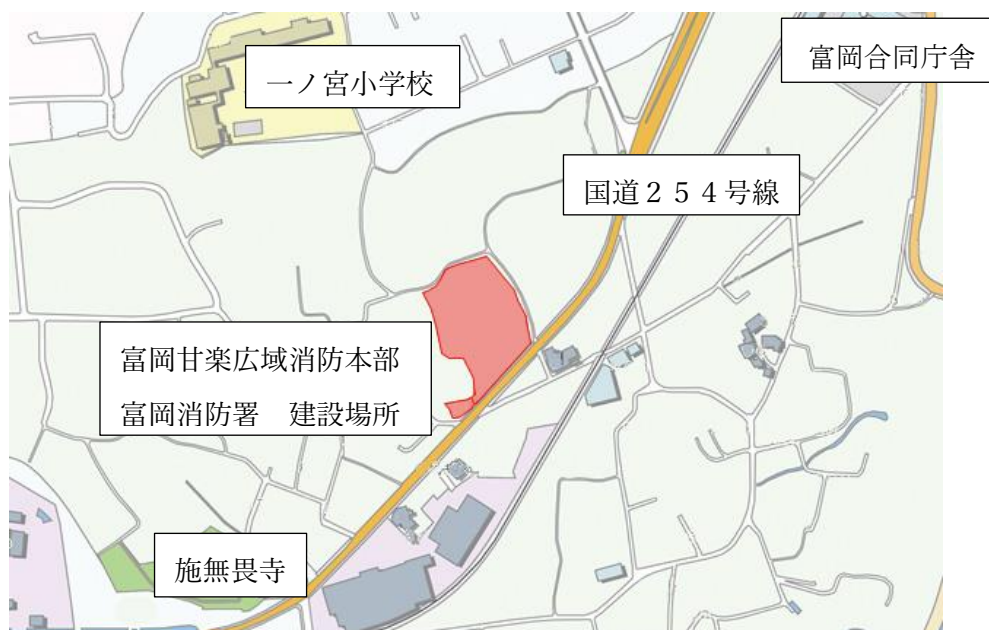 富岡合同庁舎
一ノ宮小学校
国道２５４号線
富岡甘楽広域消防本部
富岡消防署　建設場所
施無畏寺